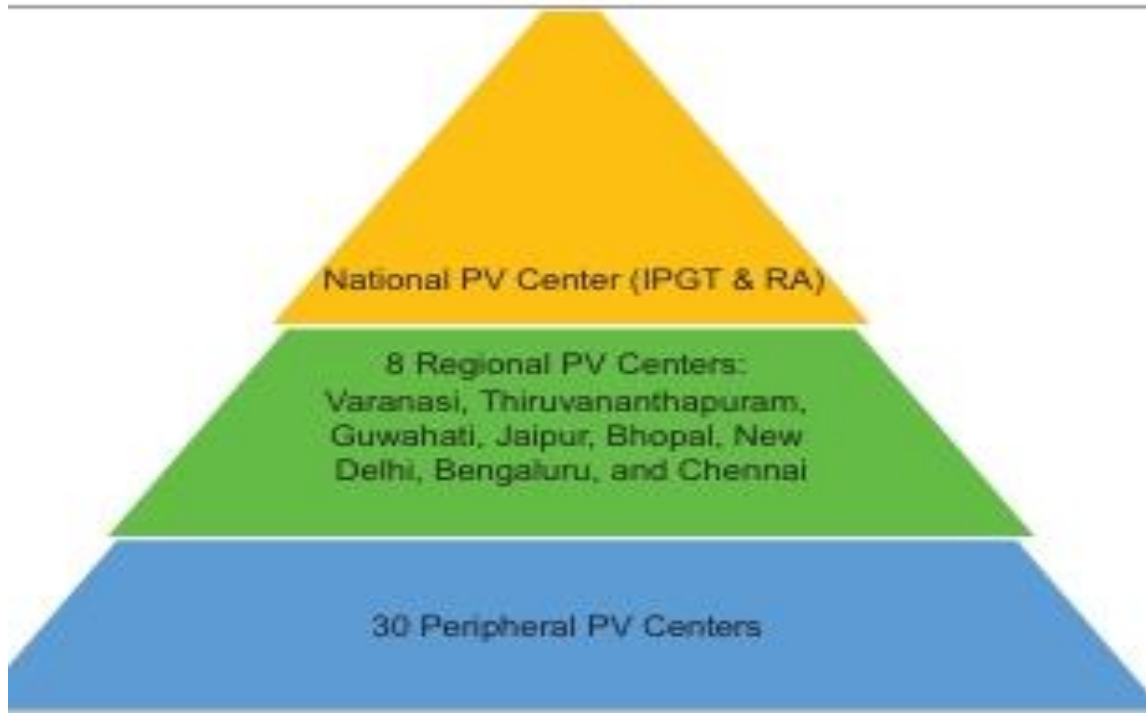 National PV Center (IPGT & RA)
8 Regional PV Centers:
Varanasi, Thiruvananthapuram,
Guwahati, Jaipur, Bhopal, New
Delhi, Bengaluru, and Chennai
30 Peripheral PV Centers